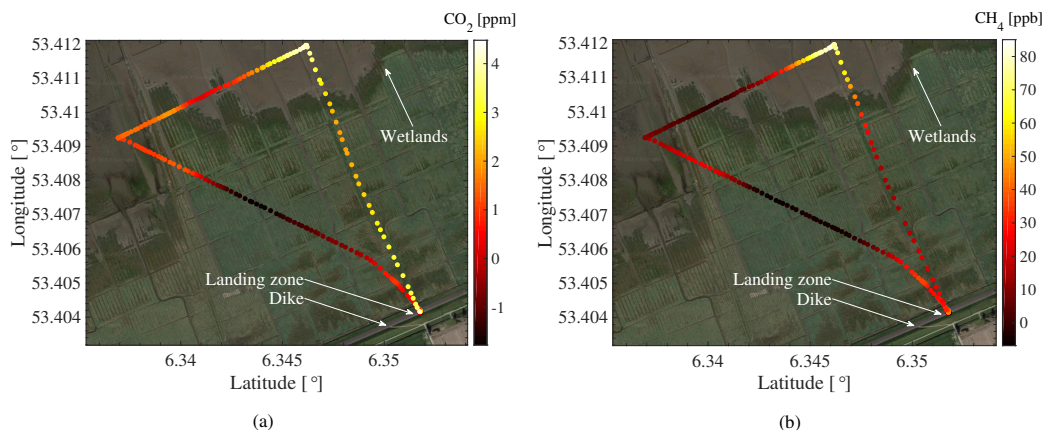 CO₂ [ppm]
53.412
53.411
53.41
53.409
53.408
53.407
53.406
53.405
53.404
Longitude [°]
6.34
6.345
6.35
Latitude [°]
Wetlands
Landing zone
Dike
4
3
2
1
0
-1
(a)
CH₄ [ppb]
53.412
53.411
53.41
53.409
53.408
53.407
53.406
53.405
53.404
Longitude [°]
6.34
6.345
6.35
Latitude [°]
Wetlands
Landing zone
Dike
80
70
60
50
40
30
20
10
0
(b)